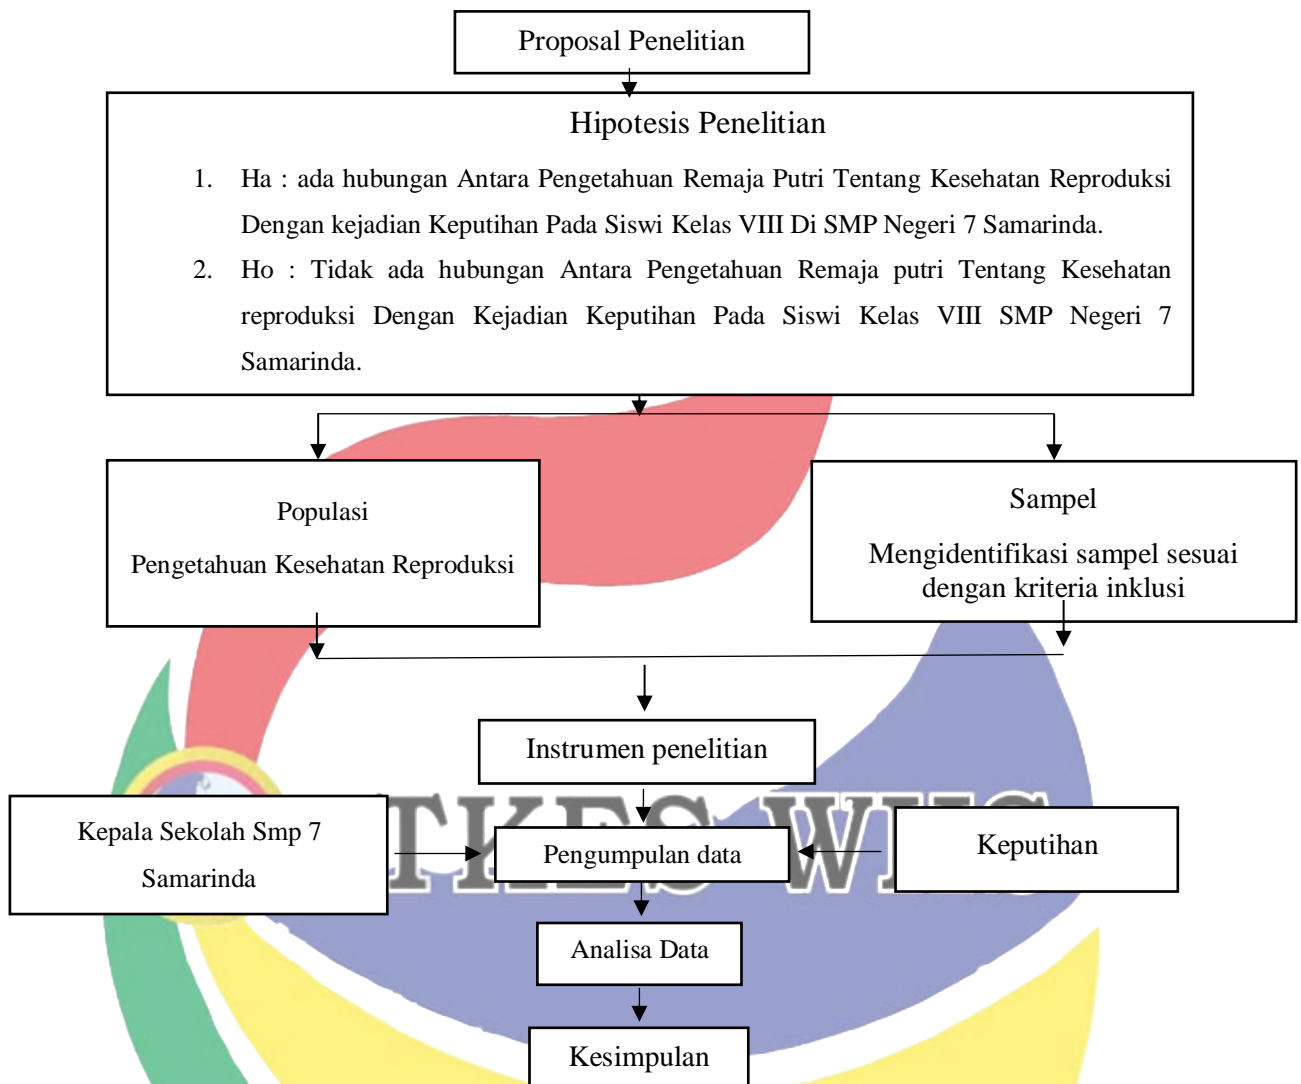 Proposal Penelitian
Hipotesis Penelitian
1. Ha : ada hubungan Antara Pengetahuan Remaja Putri Tentang Kesehatan Reproduksi
Dengan kejadian Keputihan Pada Siswi Kelas VIII Di SMP Negeri 7 Samarinda.
2. Ho : Tidak ada hubungan Antara Pengetahuan Remaja putri Tentang Kesehatan
reproduksi Dengan Kejadian Keputihan Pada Siswi Kelas VIII SMP Negeri 7
Samarinda.
Populasi
Pengetahuan Kesehatan Reproduksi
Sampel
Mengidentifikasi sampel sesuai
dengan kriteria inklusi
Instrumen penelitian
Kepala Sekolah Smp 7
Samarinda
Pengumpulan data
Keputihan
Analisa Data
Kesimpulan